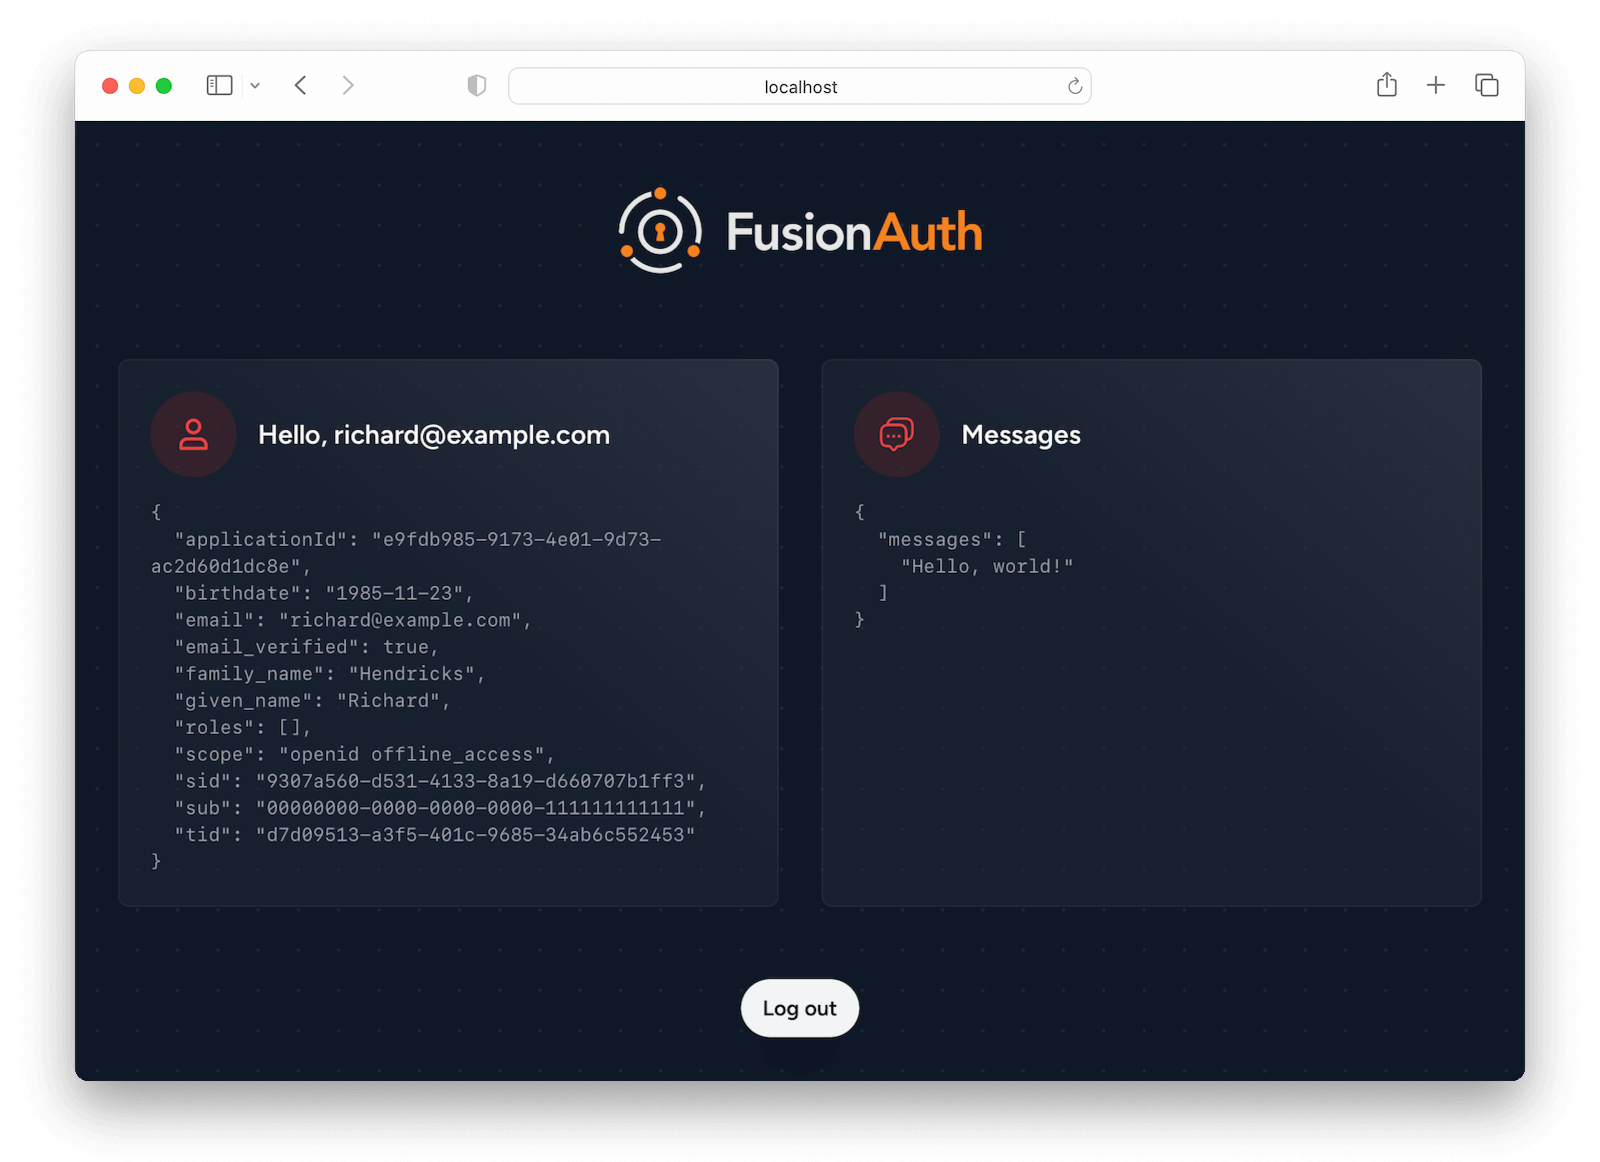 localhost
FusionAuth
Hello, richard@example.com
{
  "applicationId": "e9fdb985-9173-4e01-9d73-
ac2d60d1dc8e",
  "birthdate": "1985-11-23",
  "email": "richard@example.com",
  "email_verified": true,
  "family_name": "Hendricks",
  "given_name": "Richard",
  "roles": [],
  "scope": "openid offline_access",
  "sid": "9307a560-d531-4133-8a19-d660707b1ff3",
  "sub": "00000000-0000-0000-0000-111111111111",
  "tid": "d7d09513-a3f5-401c-9685-34ab6c552453"
}
Messages
{
  "messages": [
    "Hello, world!"
  ]
}
Log out